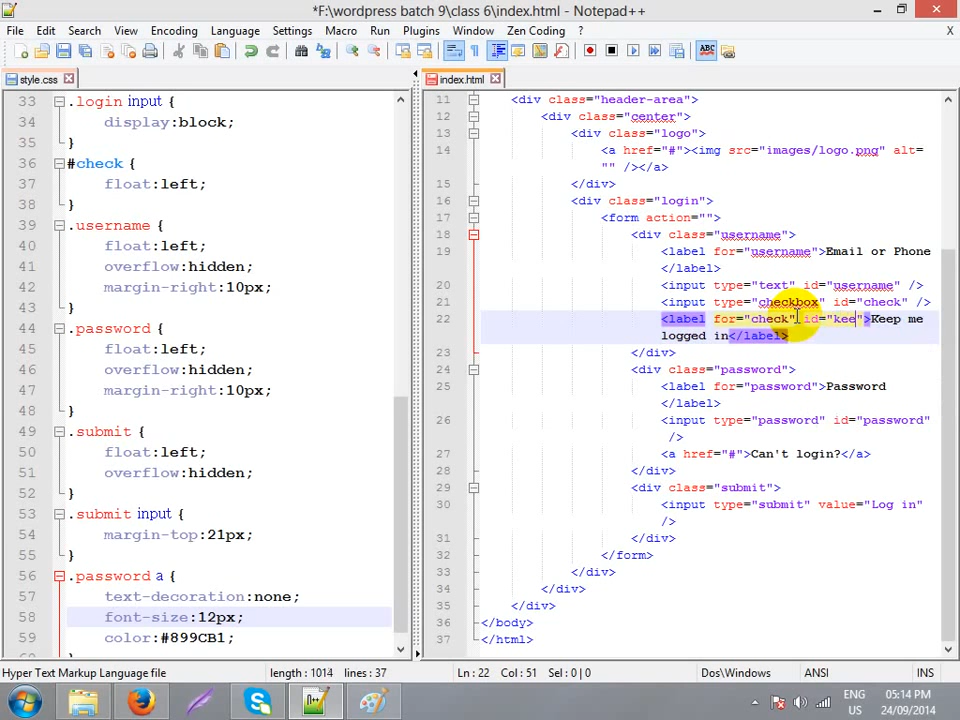 *F:\wordpress batch 9\class 6\index.html - Notepad++
File Edit Search View Encoding Language Settings Macro Run Plugins Window Zen Coding ? X
style.css
33 .login input {
34 display:block;
35 }
36 #check {
37 float:left;
38 }
39 .username {
40 float:left;
41 overflow:hidden;
42 margin-right:10px;
43 }
44 .password {
45 float:left;
46 overflow:hidden;
47 margin-right:10px;
48 }
49 .submit {
50 float:left;
51 overflow:hidden;
52 }
53 .submit input {
54 margin-top:21px;
55 }
56 .password a {
57 text-decoration:none;
58 font-size:12px;
59 color:#899CB1;
index.html
11 <div class="header-area">
12 <div class="center">
13 <div class="logo">
14 <a href="#"><img src="images/logo.png" alt=
"" /></a>
15 </div>
16 <div class="login">
17 <form action="">
18 <div class="username">
19 <label for="username">Email or Phone
</label>
20 <input type="text" id="username" />
21 <input type="checkbox" id="check" />
22 <label for="check" id="kee">Keep me
logged in</label>
23 </div>
24 <div class="password">
25 <label for="password">Password
</label>
26 <input type="password" id="password"
/>
27 <a href="#">Can't login?</a>
28 </div>
29 <div class="submit">
30 <input type="submit" value="Log in"
/>
31 </div>
32 </form>
33 </div>
34 </div>
35 </div>
36 </body>
37 </html>
Hyper Text Markup Language file length : 1014 lines : 37 Ln : 22 Col : 51 Sel : 0 | 0 Dos\Windows ANSI INS
ENG
US
05:14 PM
24/09/2014